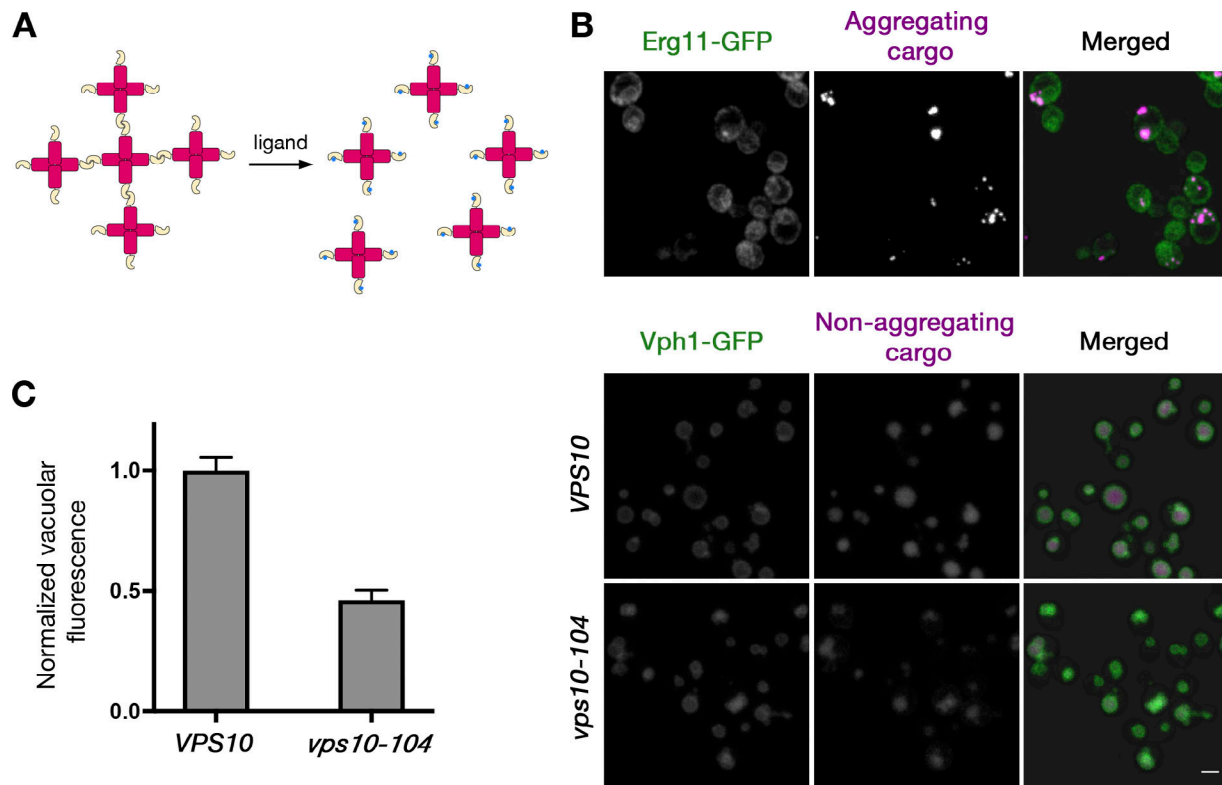 A
ligand
B
Erg11-GFP
Aggregating
cargo
Merged
Vph1-GFP
Non-aggregating
cargo
Merged
VPS10
vps10-104
C
Normalized vacuolar
fluorescence
1.0
0.5
0.0
VPS10
vps10-104